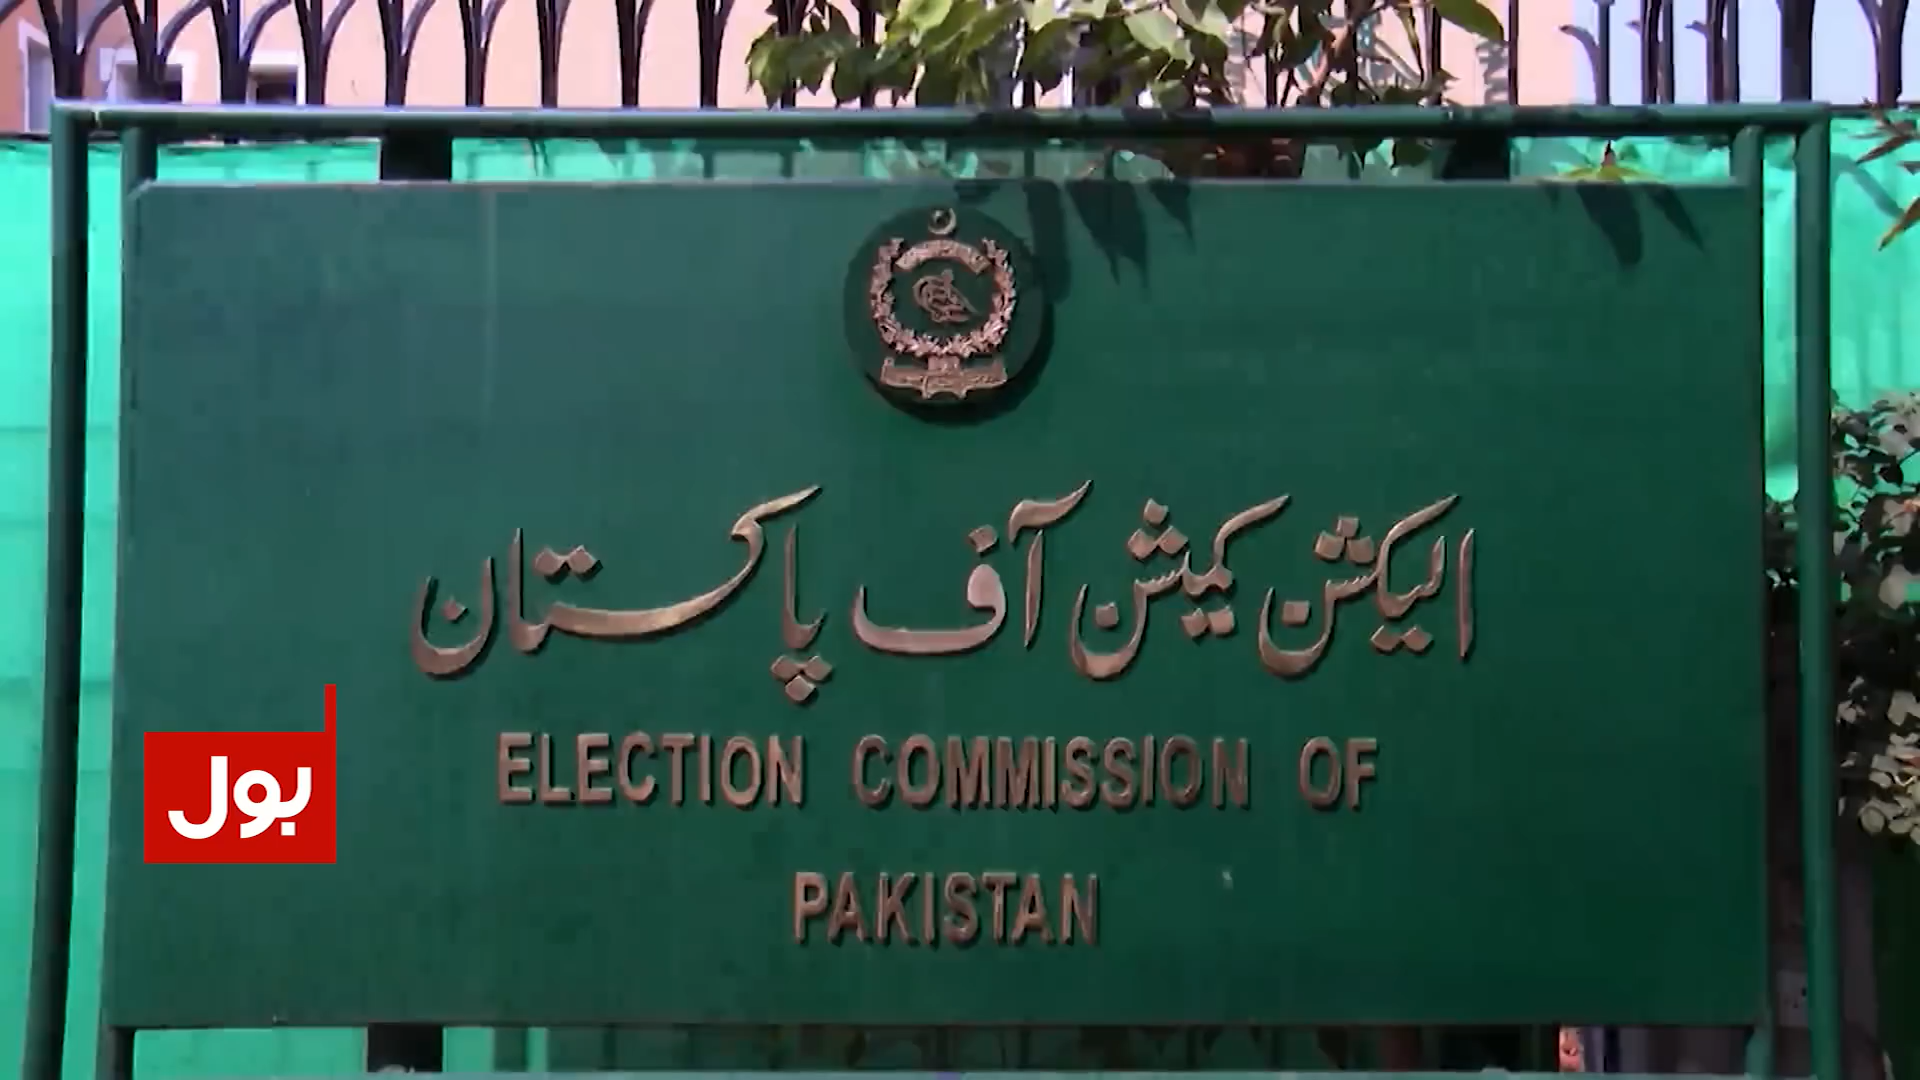 الیکشن کمیشن آف پاکستان
ELECTION COMMISSION OF
PAKISTAN
بول